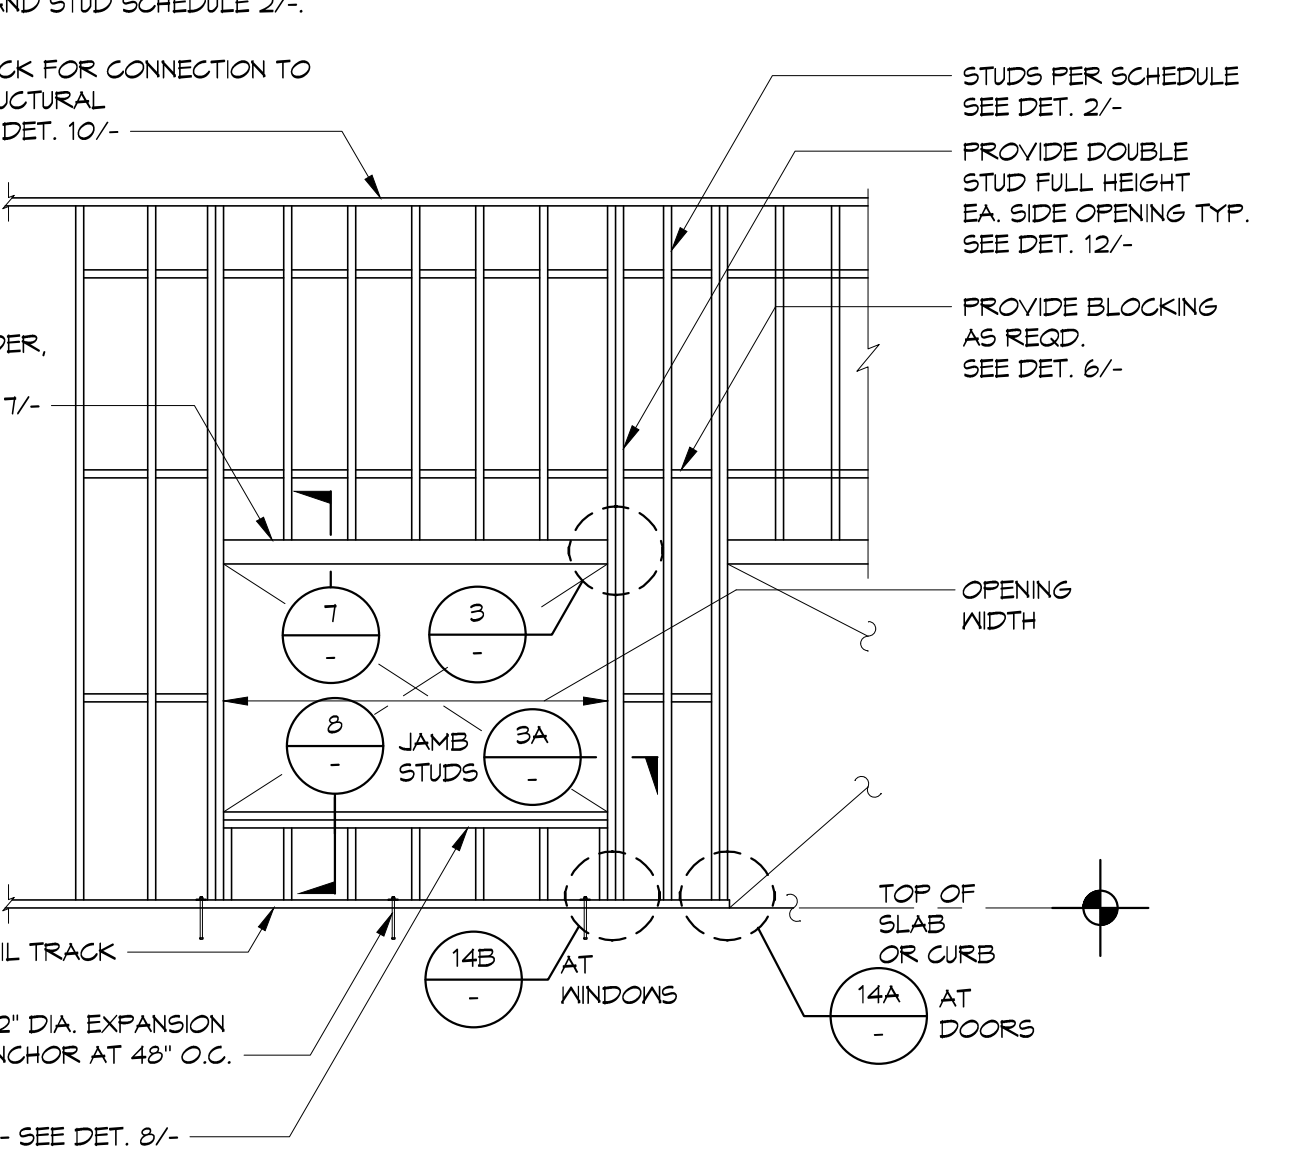 AND STUD SCHEDULE 2/-.
CK FOR CONNECTION TO
UCTURAL
DET. 10/-
STUDS PER SCHEDULE
SEE DET. 2/-
PROVIDE DOUBLE
STUD FULL HEIGHT
EA. SIDE OPENING TYP.
SEE DET. 12/-
PROVIDE BLOCKING
AS REQD.
SEE DET. 6/-
DER,
7/-
OPENING
WIDTH
7
-
3
-
8
-
JAMB
STUDS
3A
-
TOP OF
SLAB
OR CURB
IL TRACK
14B
-
AT
WINDOWS
14A
-
AT
DOORS
2" DIA. EXPANSION
NCHOR AT 48" O.C.
- SEE DET. 8/-